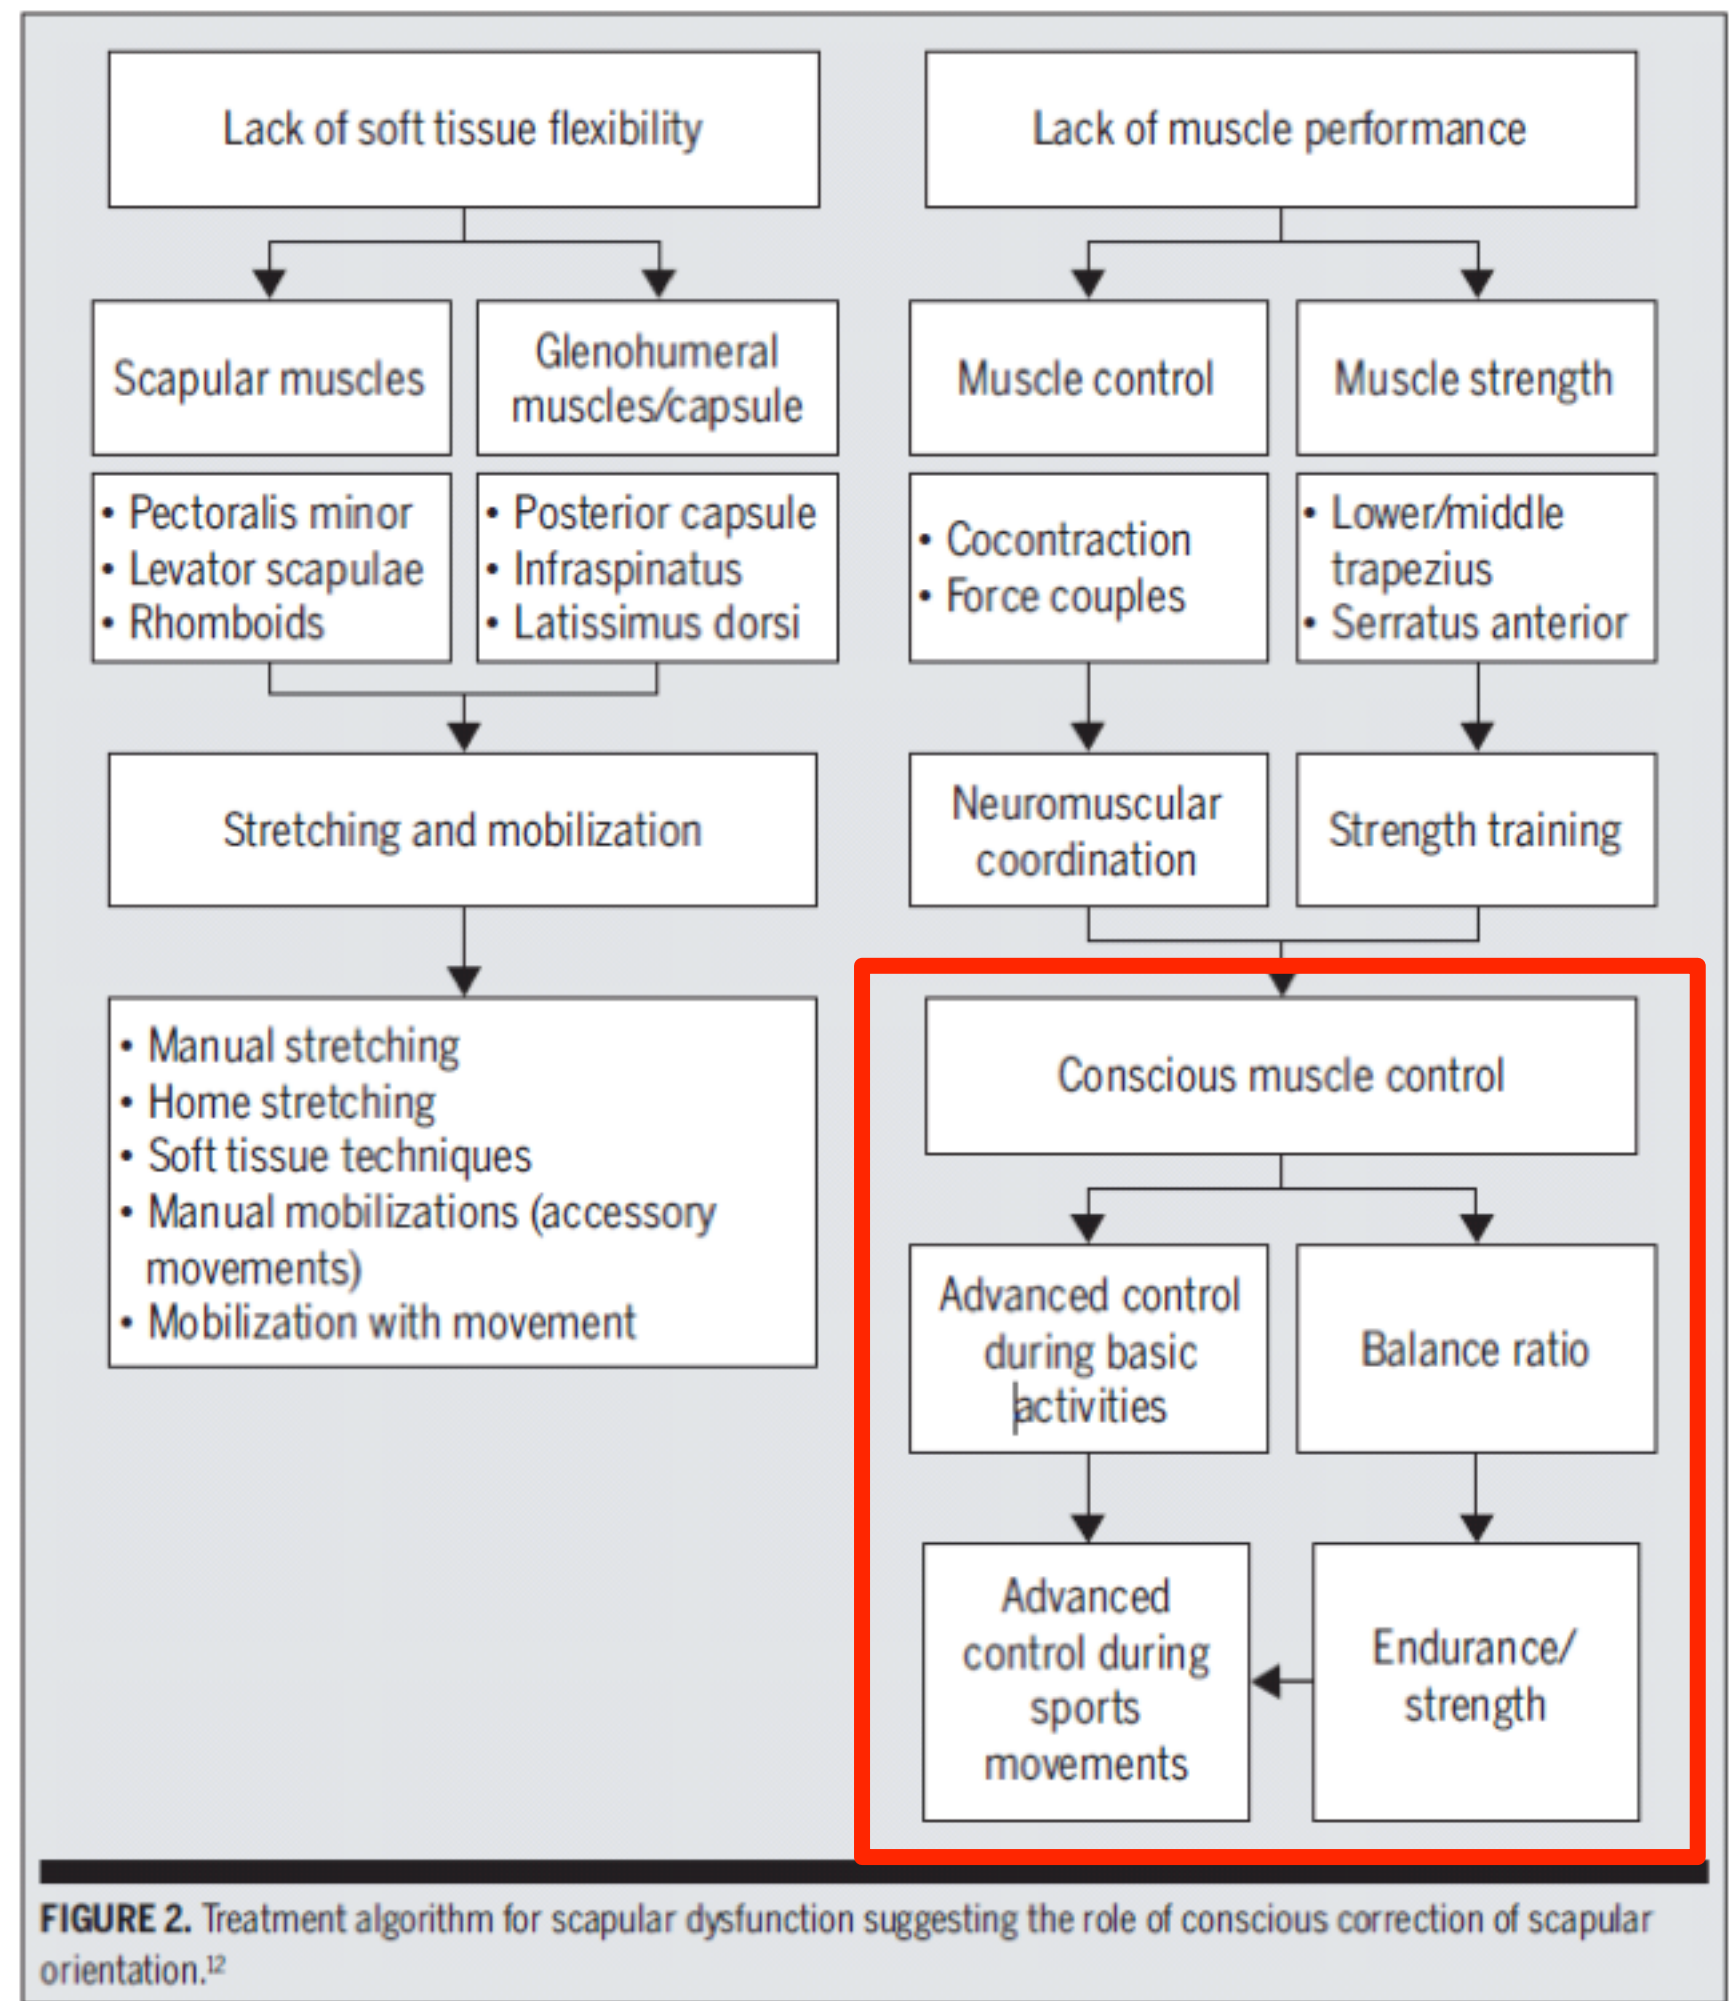 Lack of soft tissue flexibility
Lack of muscle performance
Scapular muscles
Glenohumeral
muscles/capsule
Muscle control
Muscle strength
• Pectoralis minor
• Levator scapulae
• Rhomboids
• Posterior capsule
• Infraspinatus
• Latissimus dorsi
• Cocontraction
• Force couples
• Lower/middle
trapezius
• Serratus anterior
Stretching and mobilization
Neuromuscular
coordination
Strength training
• Manual stretching
• Home stretching
• Soft tissue techniques
• Manual mobilizations (accessory
movements)
• Mobilization with movement
Conscious muscle control
Advanced control
during basic
activities
Balance ratio
Advanced
control during
sports
movements
Endurance/
strength
FIGURE 2. Treatment algorithm for scapular dysfunction suggesting the role of conscious correction of scapular
orientation.¹²